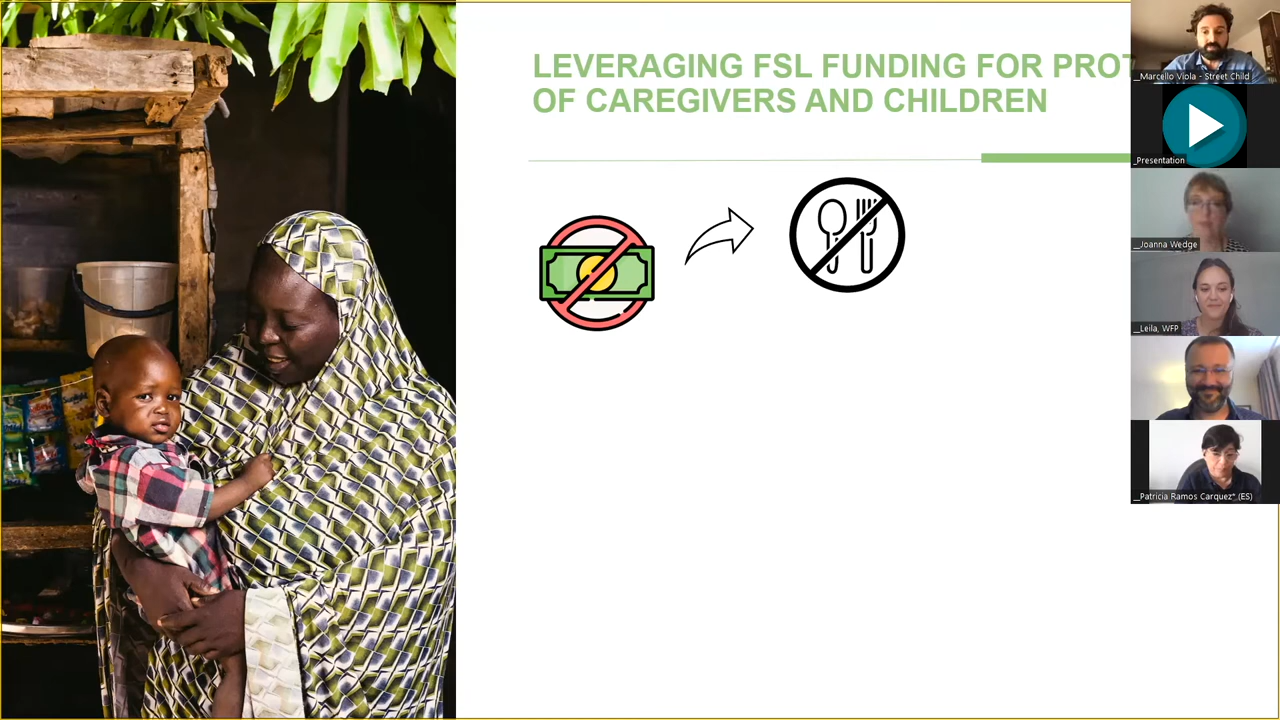 LEVERAGING FSL FUNDING FOR PROT
OF CAREGIVERS AND CHILDREN
_Marcello Viola - Street Child
_Presentation
_Joanna Wedge
_Leila, WFP
_Patricia Ramos Carquez* (ES)